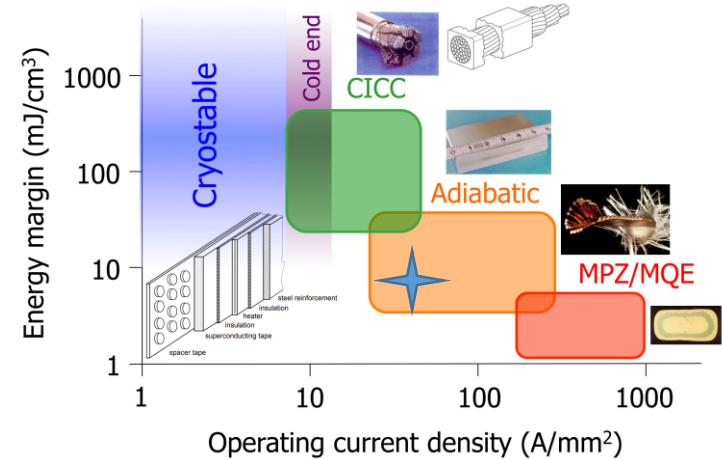 Energy margin (mJ/cm³)
1000
100
10
1
Cryostable
Cold end
CICC
Adiabatic
MPZ/MQE
steel reinforcement
insulation
heater
insulation
superconducting tape
spacer tape
1 10 100 1000
Operating current density (A/mm²)